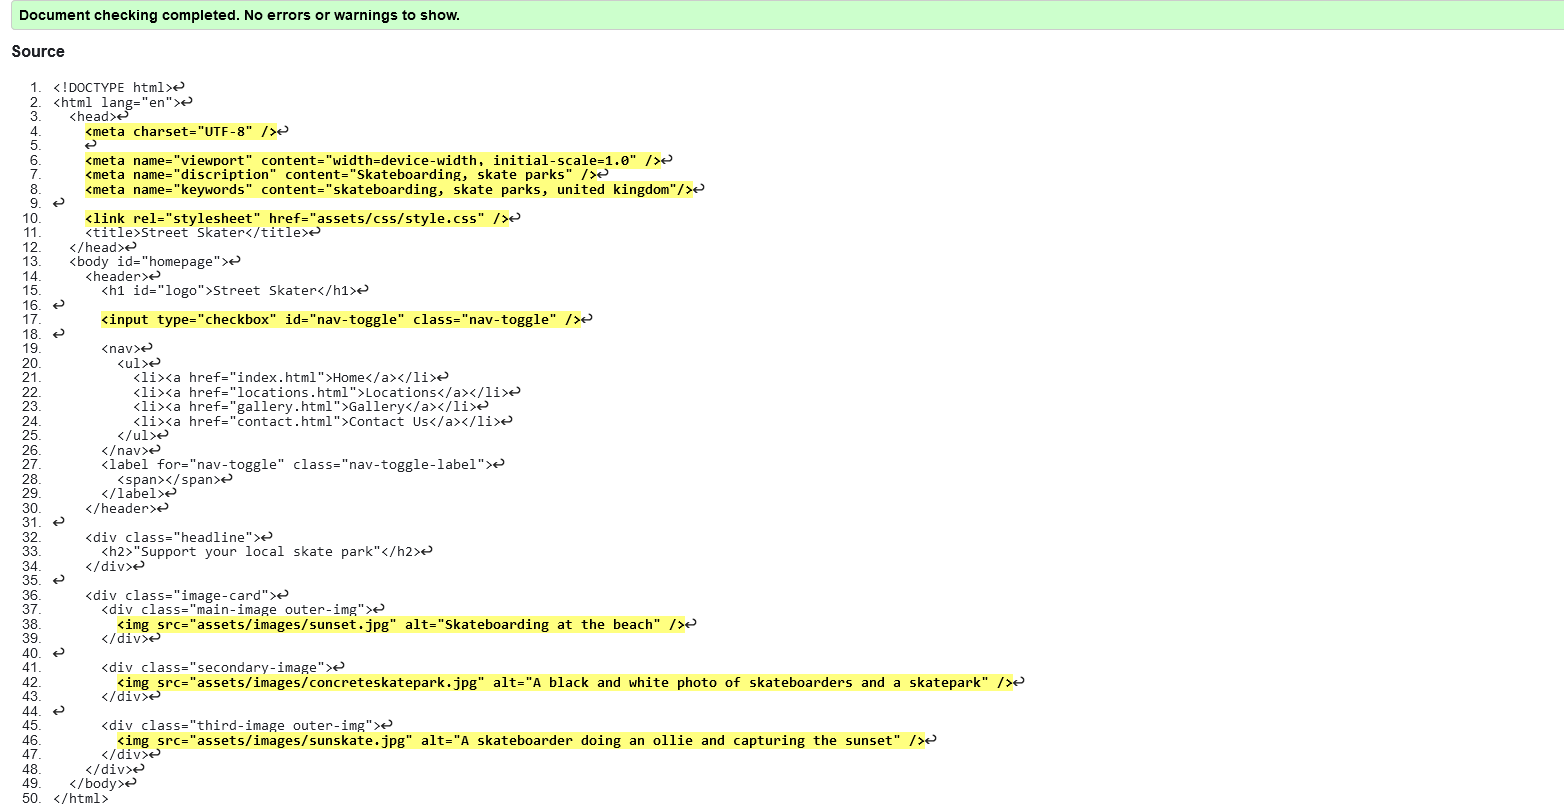 Document checking completed. No errors or warnings to show.
Source
1. <!DOCTYPE html>↩
2. <html lang="en">↩
3. <head>↩
4. <meta charset="UTF-8" />↩
5. ↩
6. <meta name="viewport" content="width=device-width, initial-scale=1.0" />↩
7. <meta name="discription" content="Skateboarding, skate parks" />↩
8. <meta name="keywords" content="skateboarding, skate parks, united kingdom"/>↩
9. ↩
10. <link rel="stylesheet" href="assets/css/style.css" />↩
11. <title>Street Skater</title>↩
12. </head>↩
13. <body id="homepage">↩
14. <header>↩
15. <h1 id="logo">Street Skater</h1>↩
16. ↩
17. <input type="checkbox" id="nav-toggle" class="nav-toggle" />↩
18. ↩
19. <nav>↩
20. <ul>↩
21. <li><a href="index.html">Home</a></li>↩
22. <li><a href="locations.html">Locations</a></li>↩
23. <li><a href="gallery.html">Gallery</a></li>↩
24. <li><a href="contact.html">Contact Us</a></li>↩
25. </ul>↩
26. </nav>↩
27. <label for="nav-toggle" class="nav-toggle-label">↩
28. <span></span>↩
29. </label>↩
30. </header>↩
31. ↩
32. <div class="headline">↩
33. <h2>"Support your local skate park"</h2>↩
34. </div>↩
35. ↩
36. <div class="image-card">↩
37. <div class="main-image outer-img">↩
38. <img src="assets/images/sunset.jpg" alt="Skateboarding at the beach" />↩
39. </div>↩
40. ↩
41. <div class="secondary-image">↩
42. <img src="assets/images/concreteskatepark.jpg" alt="A black and white photo of skateboarders and a skatepark" />↩
43. </div>↩
44. ↩
45. <div class="third-image outer-img">↩
46. <img src="assets/images/sunskate.jpg" alt="A skateboarder doing an ollie and capturing the sunset" />↩
47. </div>↩
48. </div>↩
49. </body>↩
50. </html>